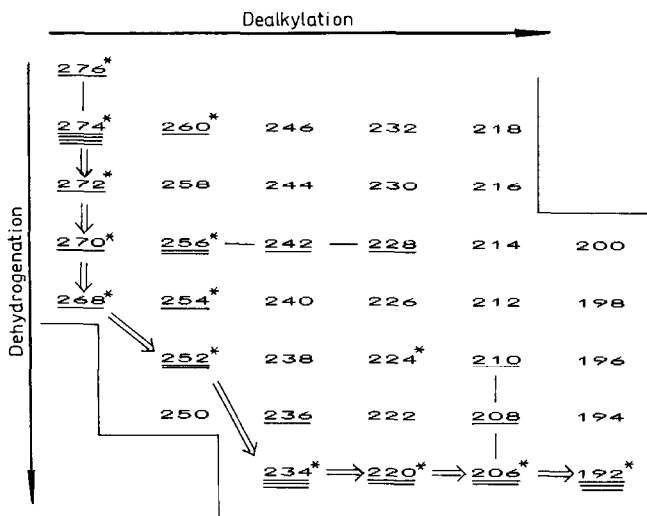 Dealkylation
Dehydrogenation
276*
274* 260* 246 232 218
272* 258 244 230 216
270* 256* 242 228 214 200
268* 254* 240 226 212 198
252* 238 224* 210 196
250 236 222 208 194
234* 220* 206* 192*